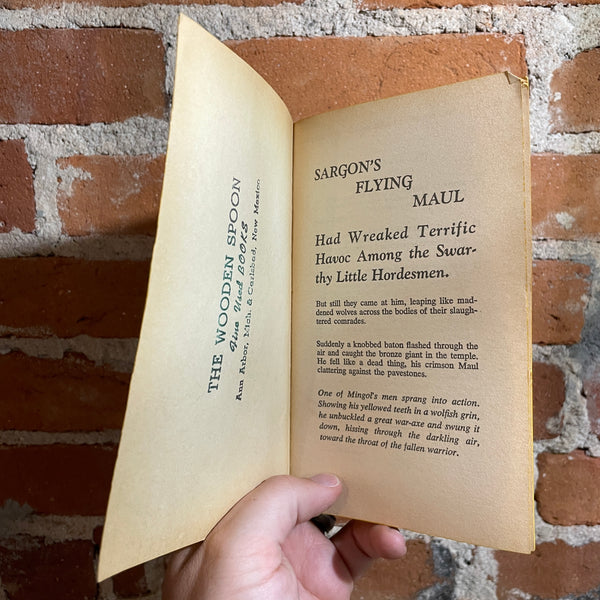 THE WOODEN SPOON
Fine Used BOOKS
Ann Arbor, Mich. & Carlsbad, New Mexico
SARGON'S
FLYING
MAUL
Had Wreaked Terrific
Havoc Among the Swar-
thy Little Hordesmen.
But still they came at him, leaping like mad-
dened wolves across the bodies of their slaugh-
tered comrades.
Suddenly a knobbed baton flashed through the
air and caught the bronze giant in the temple.
He fell like a dead thing, his crimson Maul
clattering against the pavestones.
One of Mingol's men sprang into action.
Showing his yellowed teeth in a wolfish grin,
he unbuckled a great war-axe and swung it
down, hissing through the darkling air,
toward the throat of the fallen warrior.